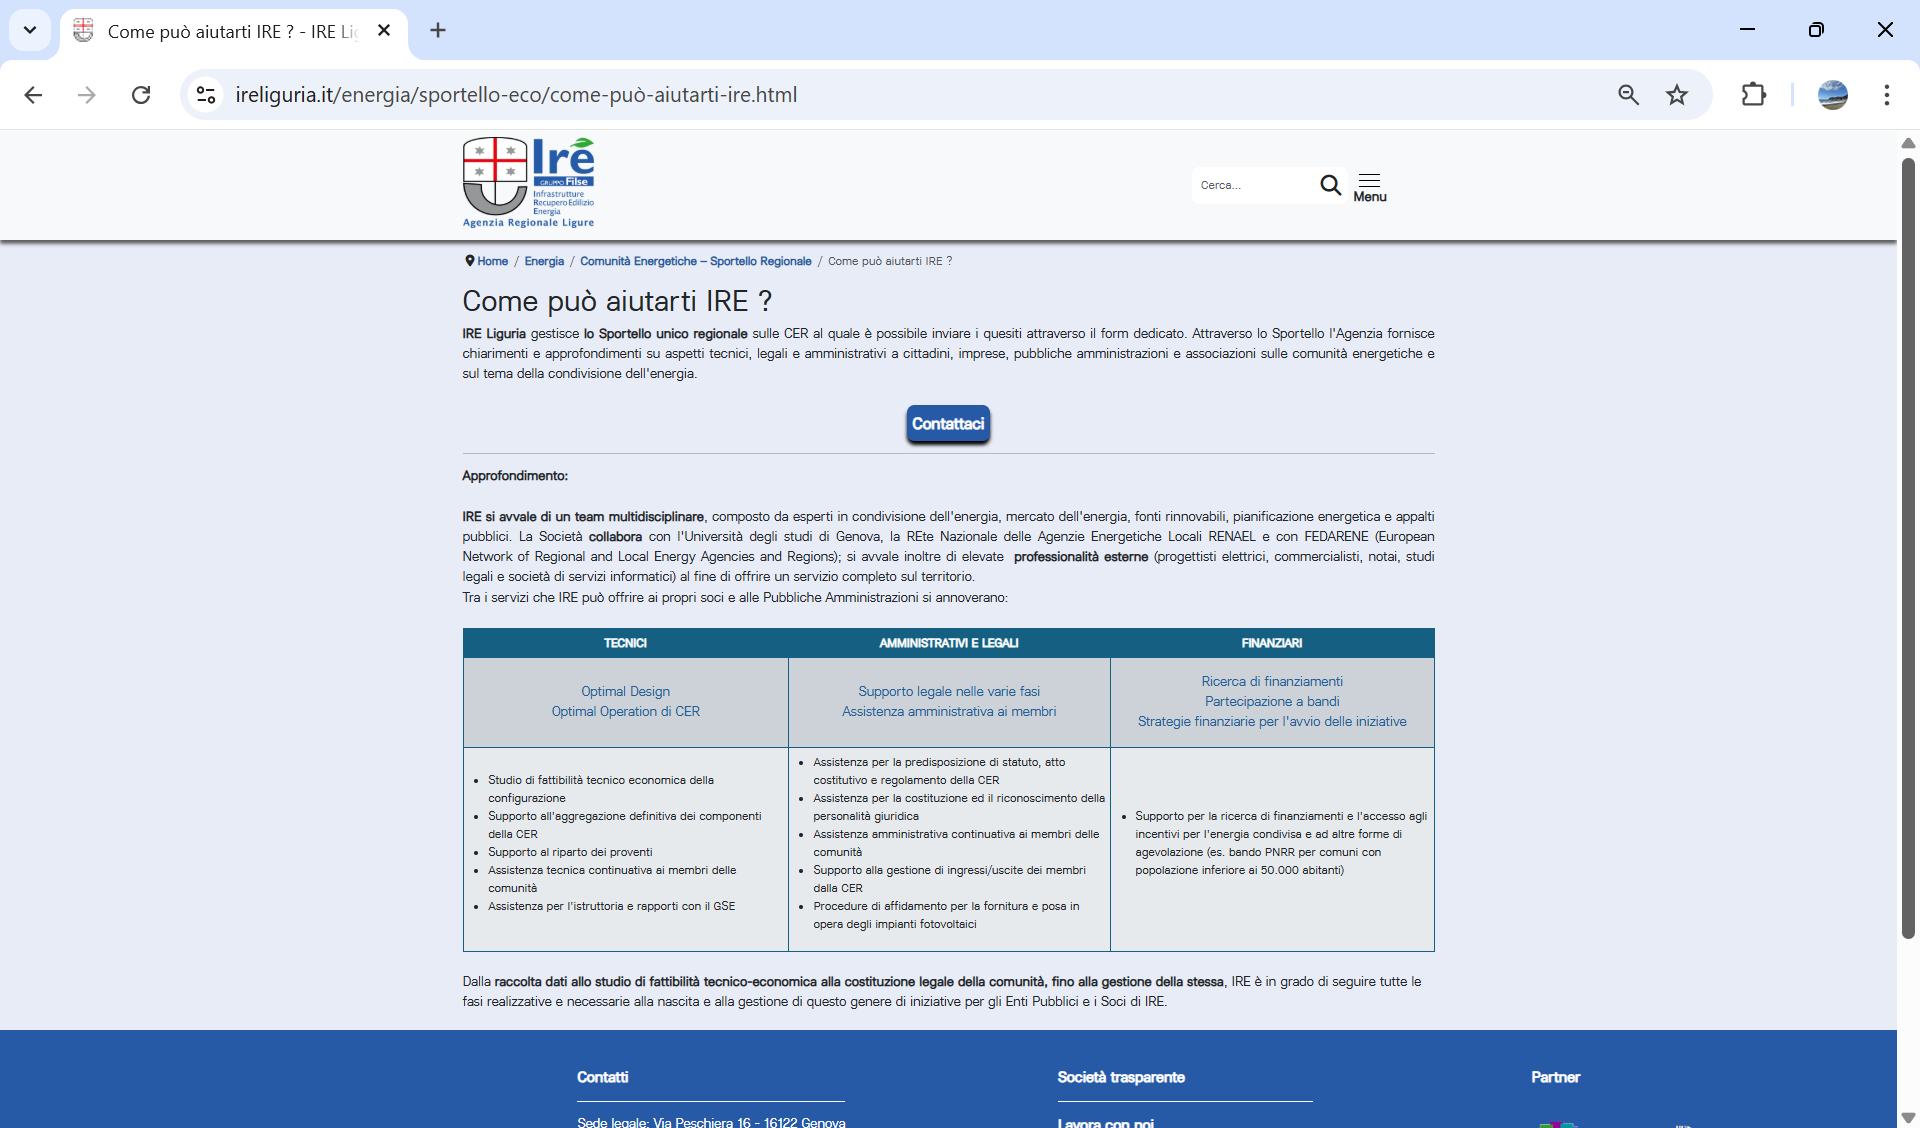 Come può aiutarti IRE ? - IRE Lig
ireliguria.it/energia/sportello-eco/come-può-aiutarti-ire.html
Ire
GRUPPO Filse
Infrastrutture
Recupero Edilizio
Energia
Agenzia Regionale Ligure
Cerca...
Menu
Home / Energia / Comunità Energetiche – Sportello Regionale / Come può aiutarti IRE ?
Come può aiutarti IRE ?
IRE Liguria gestisce lo Sportello unico regionale sulle CER al quale è possibile inviare i quesiti attraverso il form dedicato. Attraverso lo Sportello l'Agenzia fornisce
chiarimenti e approfondimenti su aspetti tecnici, legali e amministrativi a cittadini, imprese, pubbliche amministrazioni e associazioni sulle comunità energetiche e
sul tema della condivisione dell'energia.
Contattaci
Approfondimento:
IRE si avvale di un team multidisciplinare, composto da esperti in condivisione dell'energia, mercato dell'energia, fonti rinnovabili, pianificazione energetica e appalti
pubblici. La Società collabora con l'Università degli studi di Genova, la REte Nazionale delle Agenzie Energetiche Locali RENAEL e con FEDARENE (European
Network of Regional and Local Energy Agencies and Regions); si avvale inoltre di elevate professionalità esterne (progettisti elettrici, commercialisti, notai, studi
legali e società di servizi informatici) al fine di offrire un servizio completo sul territorio.
Tra i servizi che IRE può offrire ai propri soci e alle Pubbliche Amministrazioni si annoverano:
TECNICI
AMMINISTRATIVI E LEGALI
FINANZIARI
Optimal Design
Optimal Operation di CER
Supporto legale nelle varie fasi
Assistenza amministrativa ai membri
Ricerca di finanziamenti
Partecipazione a bandi
Strategie finanziarie per l'avvio delle iniziative
• Studio di fattibilità tecnico economica della
configurazione
• Supporto all'aggregazione definitiva dei componenti
della CER
• Supporto al riparto dei proventi
• Assistenza tecnica continuativa ai membri delle
comunità
• Assistenza per l'istruttoria e rapporti con il GSE
• Assistenza per la predisposizione di statuto, atto
costitutivo e regolamento della CER
• Assistenza per la costituzione ed il riconoscimento della
personalità giuridica
• Assistenza amministrativa continuativa ai membri delle
comunità
• Supporto alla gestione di ingressi/uscite dei membri
dalla CER
• Procedure di affidamento per la fornitura e posa in
opera degli impianti fotovoltaici
• Supporto per la ricerca di finanziamenti e l'accesso agli
incentivi per l'energia condivisa e ad altre forme di
agevolazione (es. bando PNRR per comuni con
popolazione inferiore ai 50.000 abitanti)
Dalla raccolta dati allo studio di fattibilità tecnico-economica alla costituzione legale della comunità, fino alla gestione della stessa, IRE è in grado di seguire tutte le
fasi realizzative e necessarie alla nascita e alla gestione di questo genere di iniziative per gli Enti Pubblici e i Soci di IRE.
Contatti
Società trasparente
Partner
Sede legale: Via Peschiera 16 - 16122 Genova
Lavora con noi